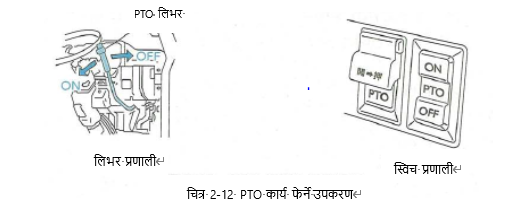 PTO लिभर
OFF
ON
PTO
ON
PTO
OFF
लिभर प्रणाली
स्विच प्रणाली
चित्र 2-12 PTO कार्य फेर्ने उपकरण